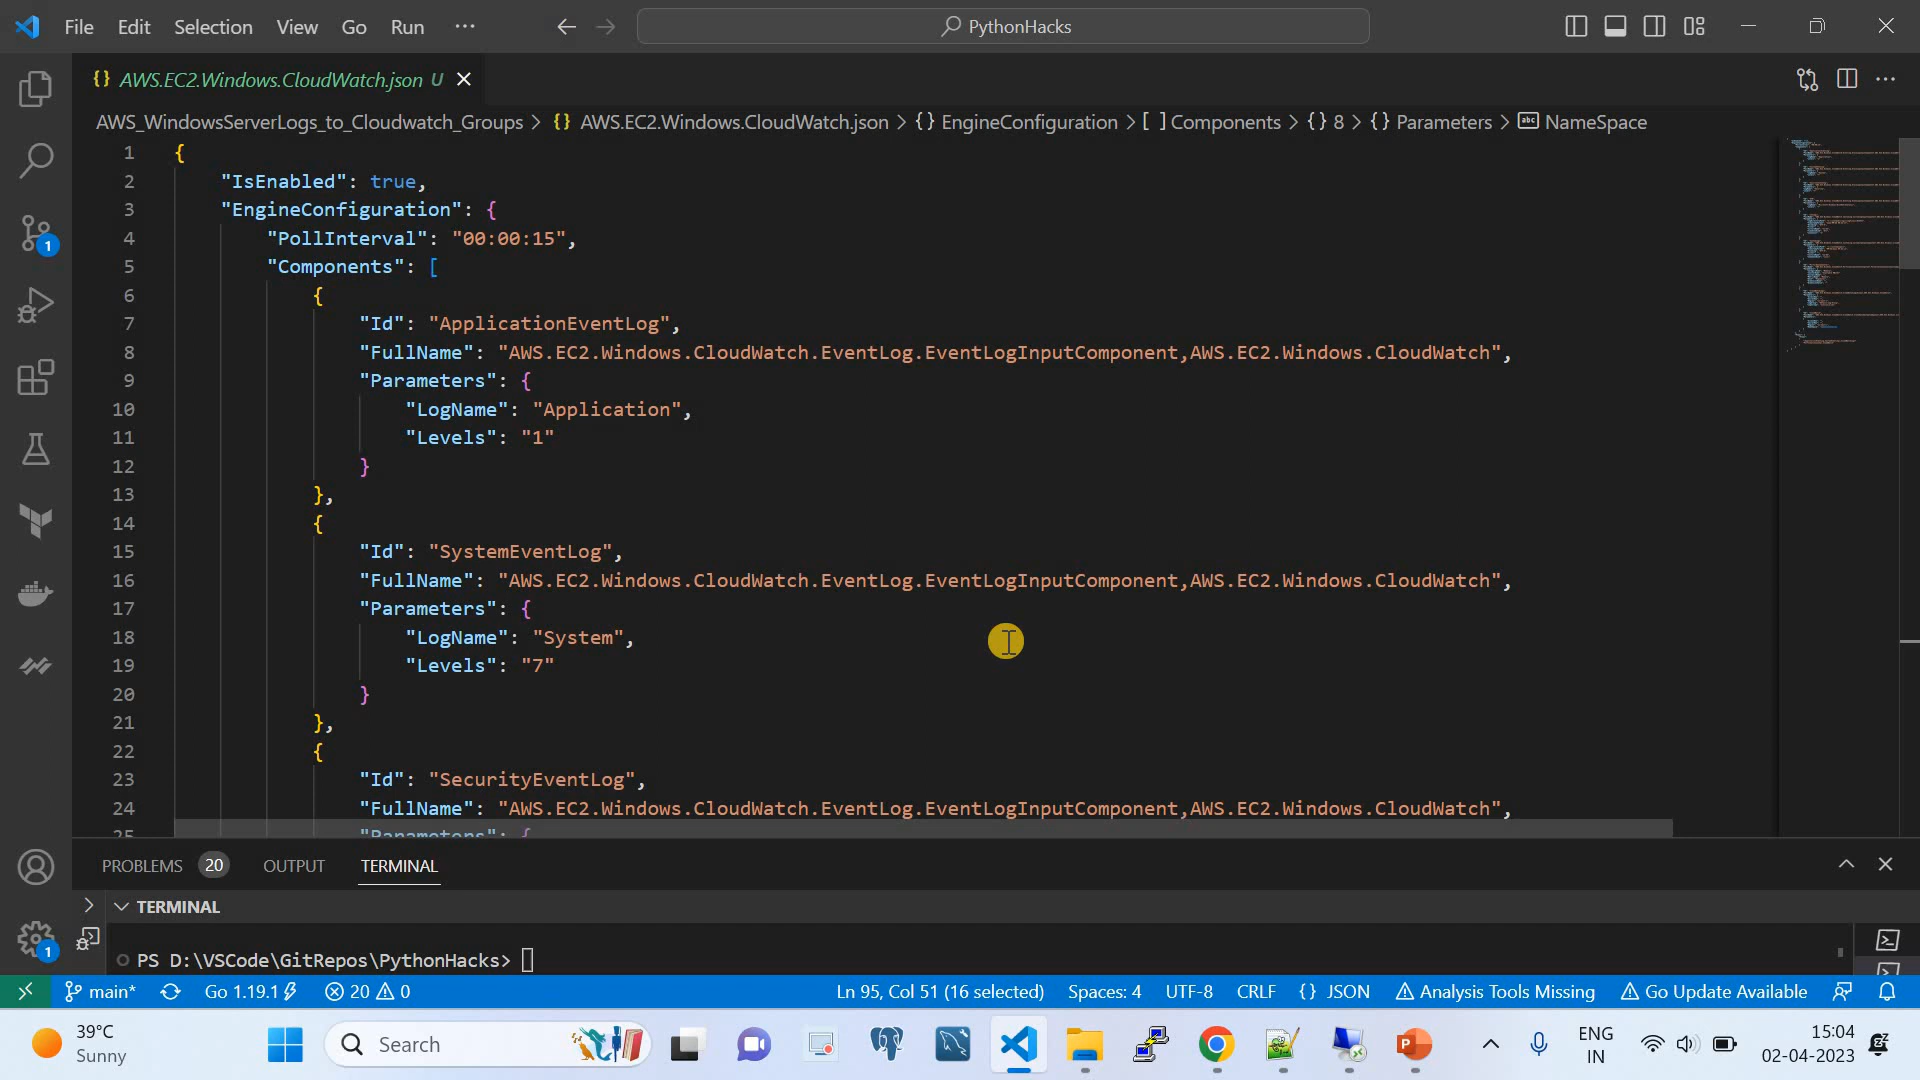 File Edit Selection View Go Run ··· PythonHacks
AWS.EC2.Windows.CloudWatch.json U
AWS_WindowsServerLogs_to_Cloudwatch_Groups > {} AWS.EC2.Windows.CloudWatch.json > {} EngineConfiguration > [ ] Components > {} 8 > {} Parameters > abc NameSpace
1 {
2 "IsEnabled": true,
3 "EngineConfiguration": {
4 "PollInterval": "00:00:15",
5 "Components": [
6 {
7 "Id": "ApplicationEventLog",
8 "FullName": "AWS.EC2.Windows.CloudWatch.EventLog.EventLogInputComponent,AWS.EC2.Windows.CloudWatch",
9 "Parameters": {
10 "LogName": "Application",
11 "Levels": "1"
12 }
13 },
14 {
15 "Id": "SystemEventLog",
16 "FullName": "AWS.EC2.Windows.CloudWatch.EventLog.EventLogInputComponent,AWS.EC2.Windows.CloudWatch",
17 "Parameters": {
18 "LogName": "System",
19 "Levels": "7"
20 }
21 },
22 {
23 "Id": "SecurityEventLog",
24 "FullName": "AWS.EC2.Windows.CloudWatch.EventLog.EventLogInputComponent,AWS.EC2.Windows.CloudWatch",
25 "Parameters": {
PROBLEMS 20 OUTPUT TERMINAL
TERMINAL
PS D:\VSCode\GitRepos\PythonHacks>
main* Go 1.19.1 20 0 Ln 95, Col 51 (16 selected) Spaces: 4 UTF-8 CRLF {} JSON Analysis Tools Missing Go Update Available
1
1
39°C
Sunny
Search
ENG
IN
15:04
02-04-2023